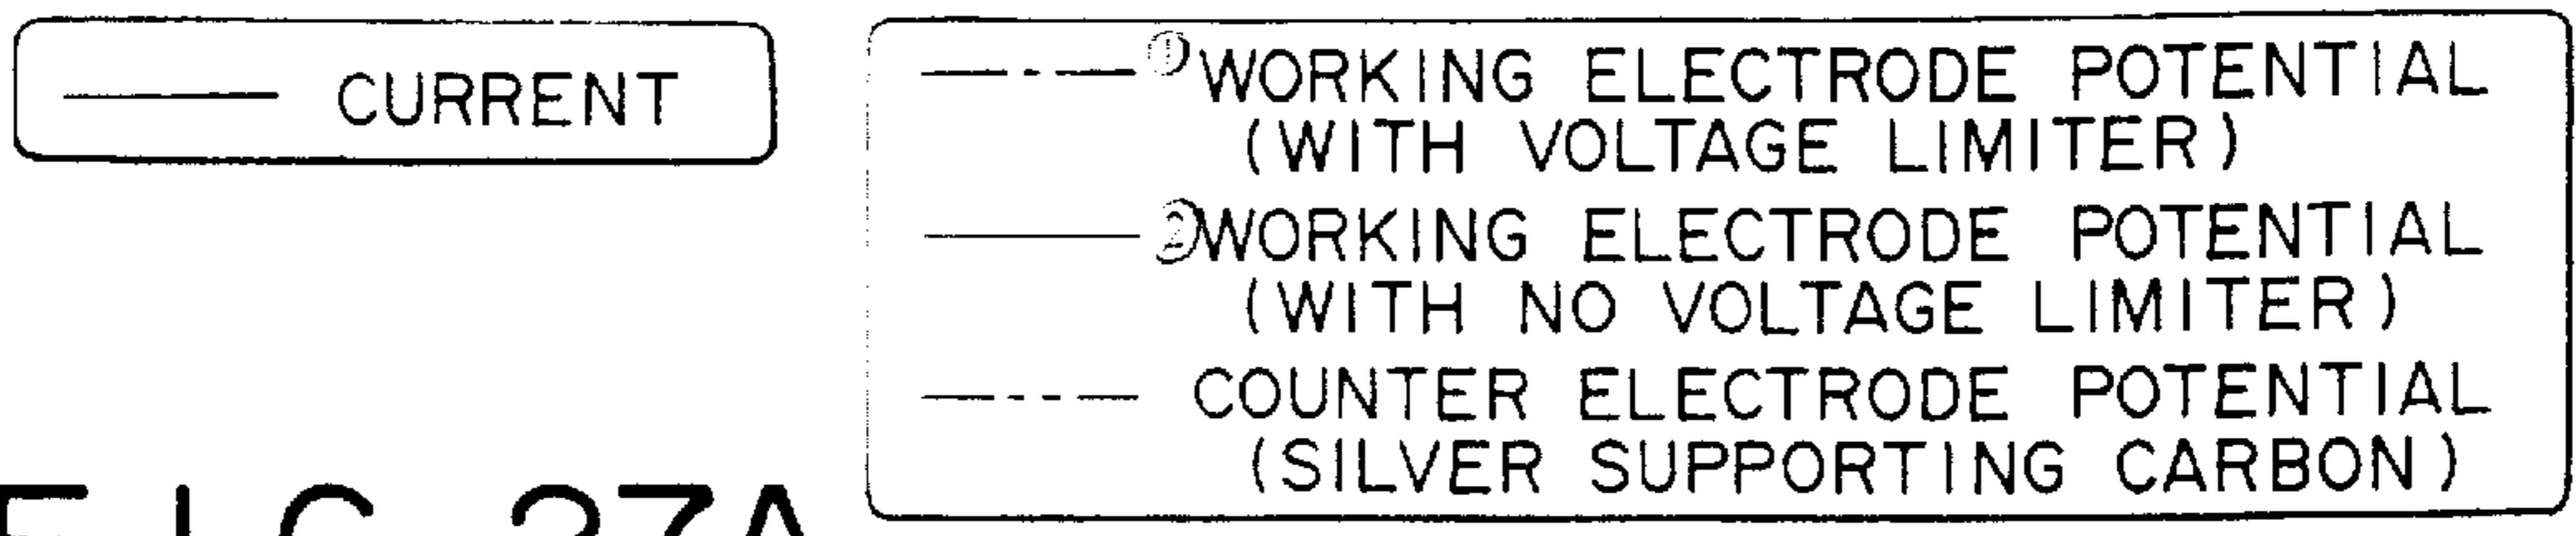 CURRENT
①WORKING ELECTRODE POTENTIAL
(WITH VOLTAGE LIMITER)
②WORKING ELECTRODE POTENTIAL
(WITH NO VOLTAGE LIMITER)
COUNTER ELECTRODE POTENTIAL
(SILVER SUPPORTING CARBON)